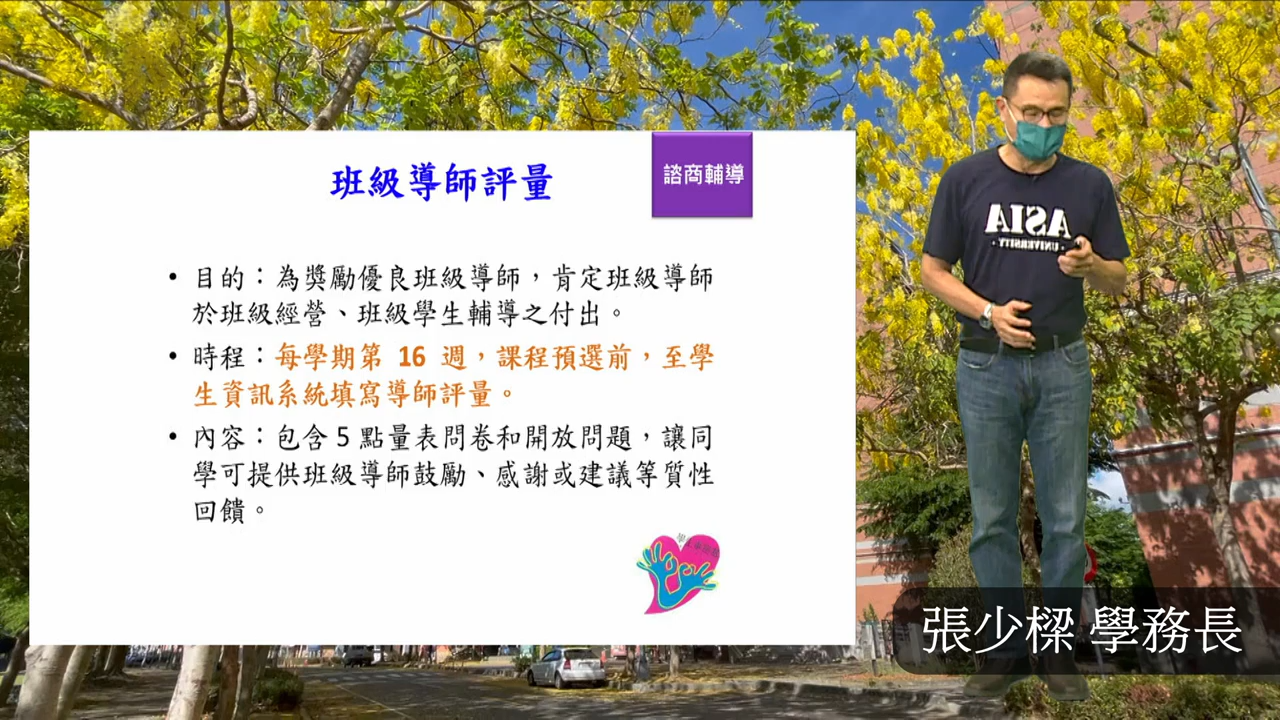 班級導師評量
諮商輔導
• 目的：為獎勵優良班級導師，肯定班級導師
於班級經營、班級學生輔導之付出。
• 時程：每學期第 16 週，課程預選前，至學
生資訊系統填寫導師評量。
• 內容：包含 5 點量表問卷和開放問題，讓同
學可提供班級導師鼓勵、感謝或建議等質性
回饋。
ASIA
· UNIVERSITY ·
張少樑 學務長